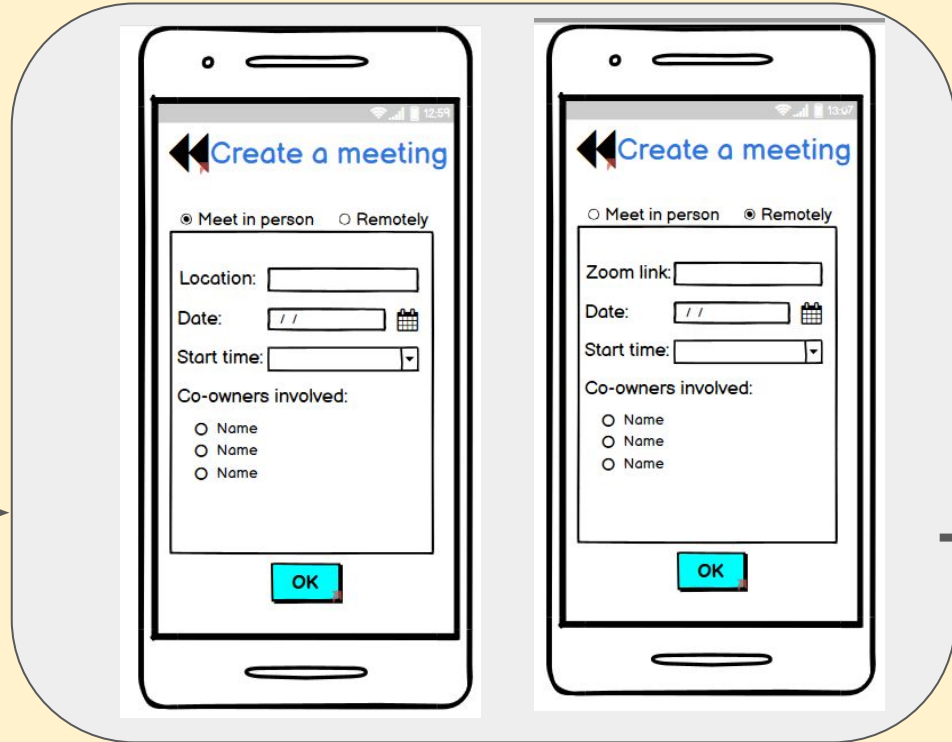 12:59
Create a meeting
Meet in person Remotely
Location:
Date: / /
Start time:
Co-owners involved:
Name
Name
Name
OK
13:07
Create a meeting
Meet in person Remotely
Zoom link:
Date: / /
Start time:
Co-owners involved:
Name
Name
Name
OK